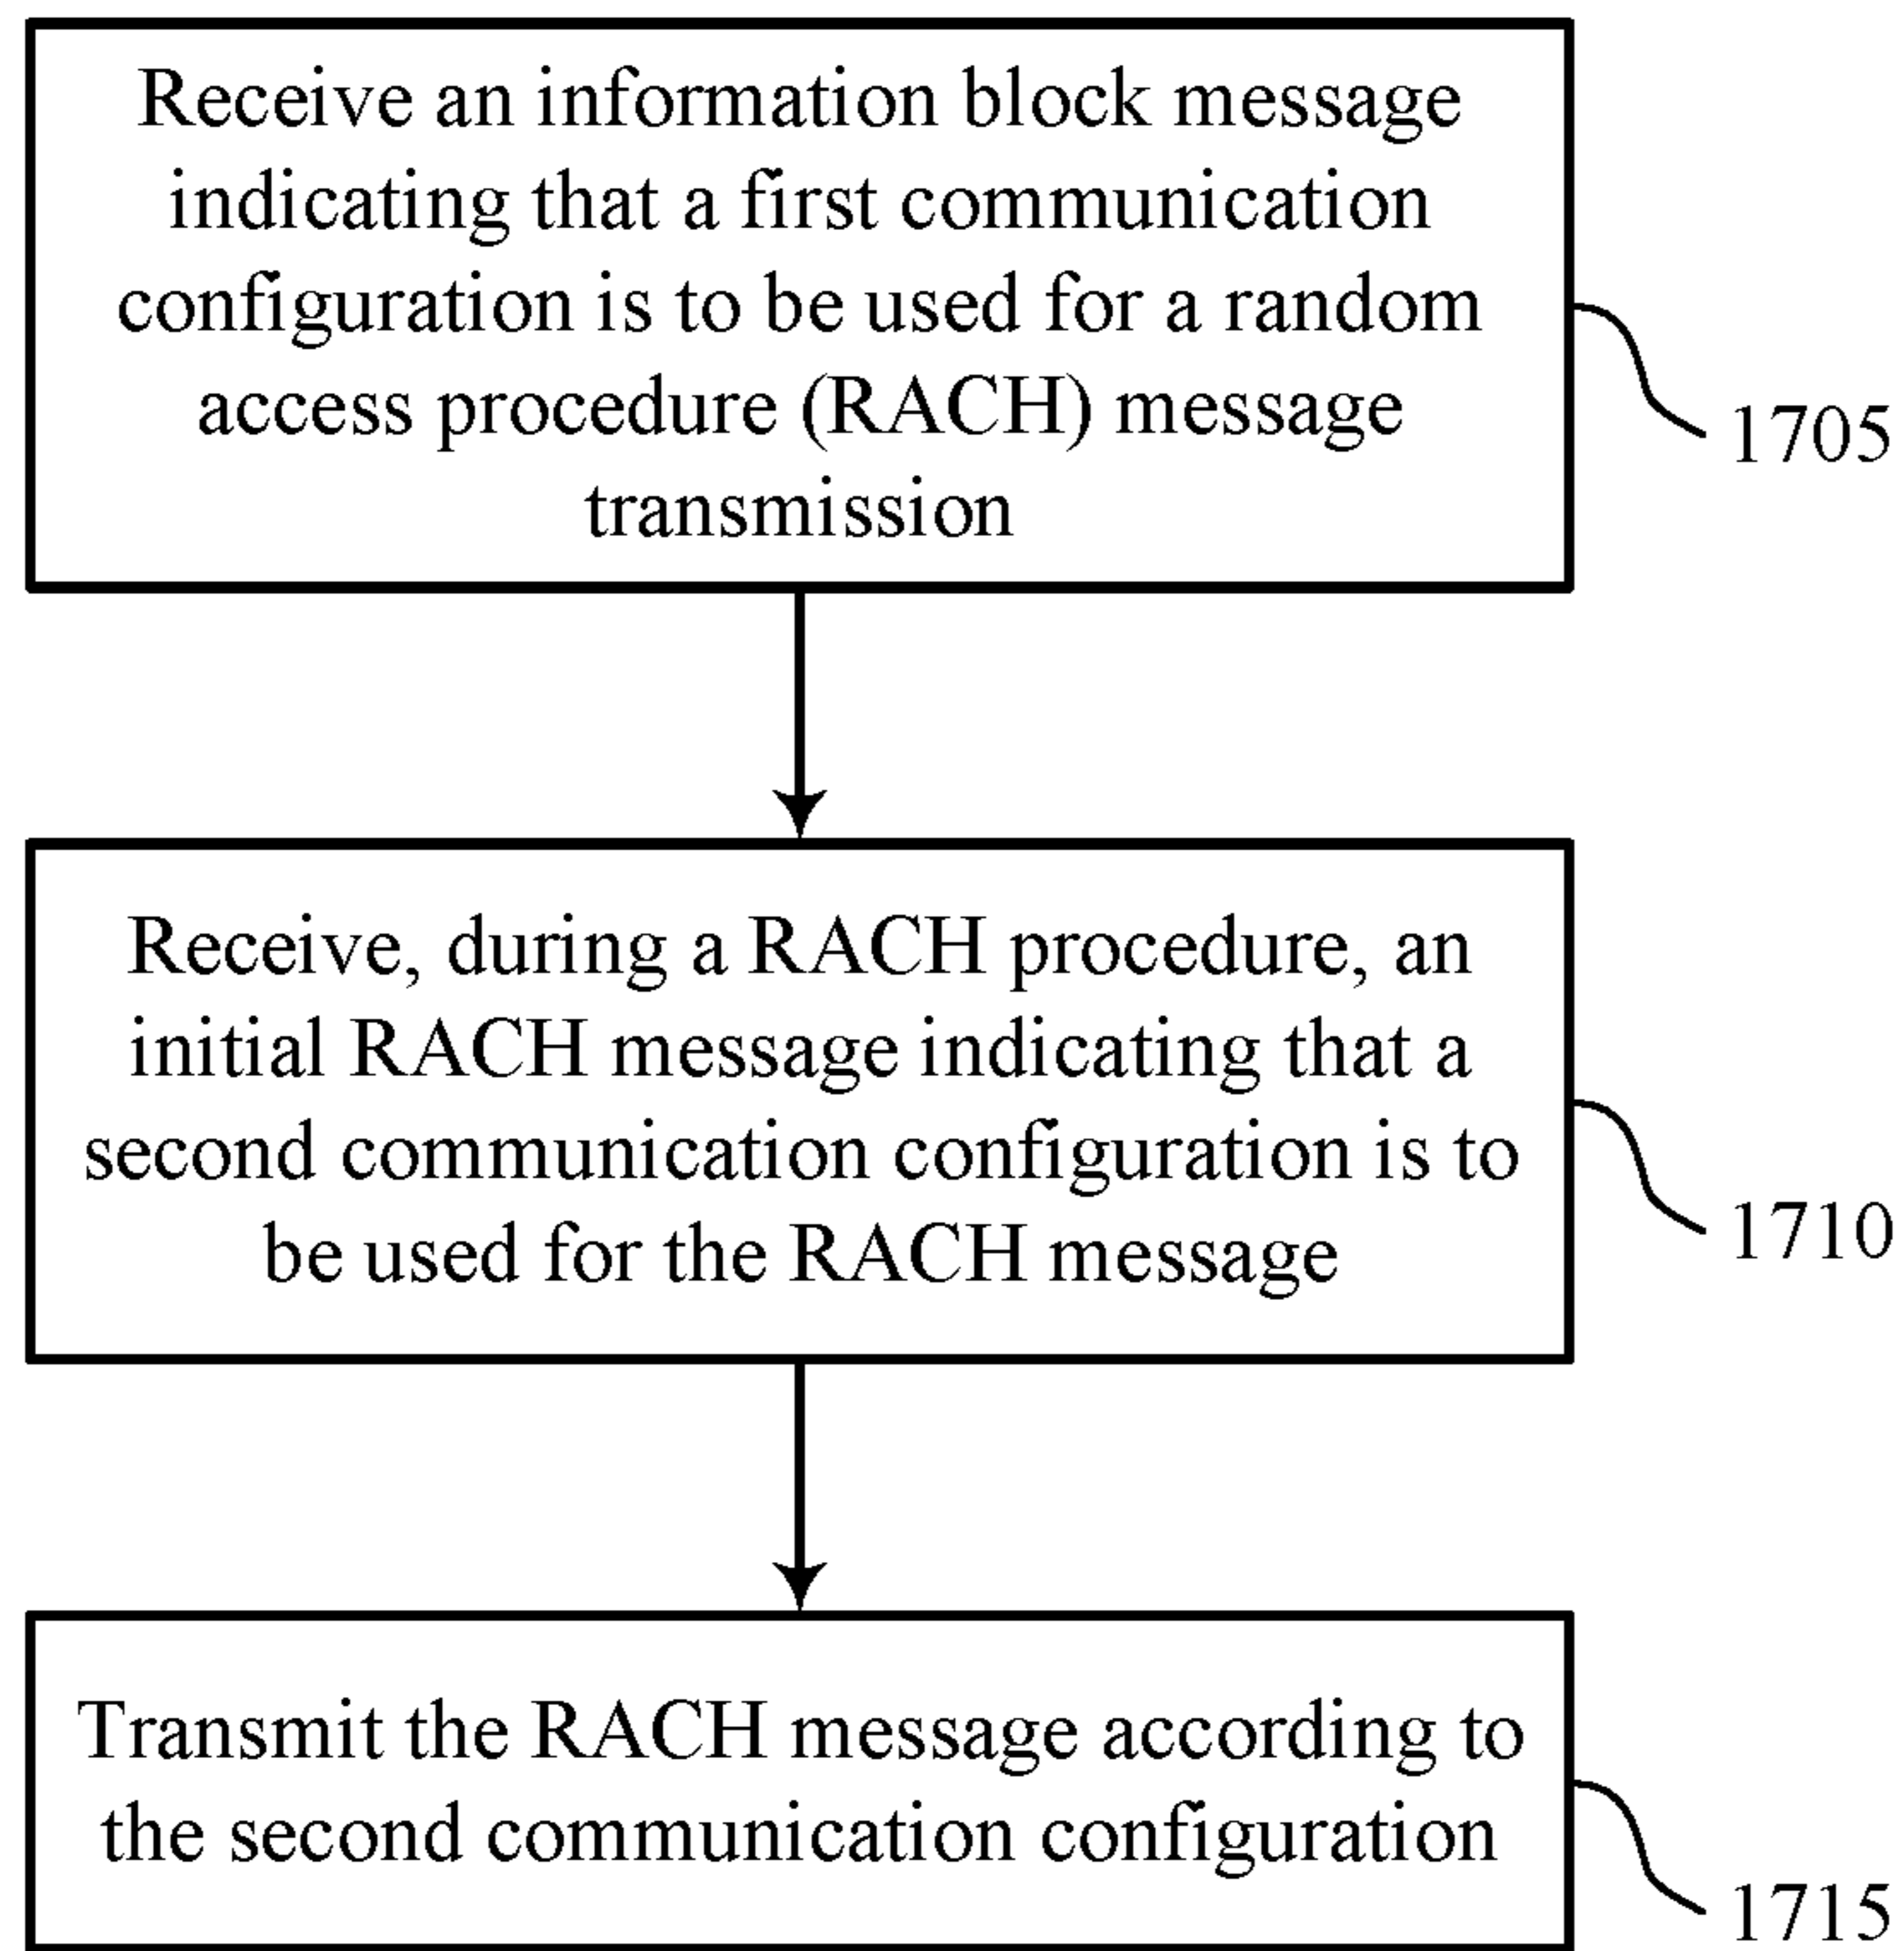 Receive an information block message
indicating that a first communication
configuration is to be used for a random
access procedure (RACH) message
transmission
1705
Receive, during a RACH procedure, an
initial RACH message indicating that a
second communication configuration is to
be used for the RACH message
1710
Transmit the RACH message according to
the second communication configuration
1715